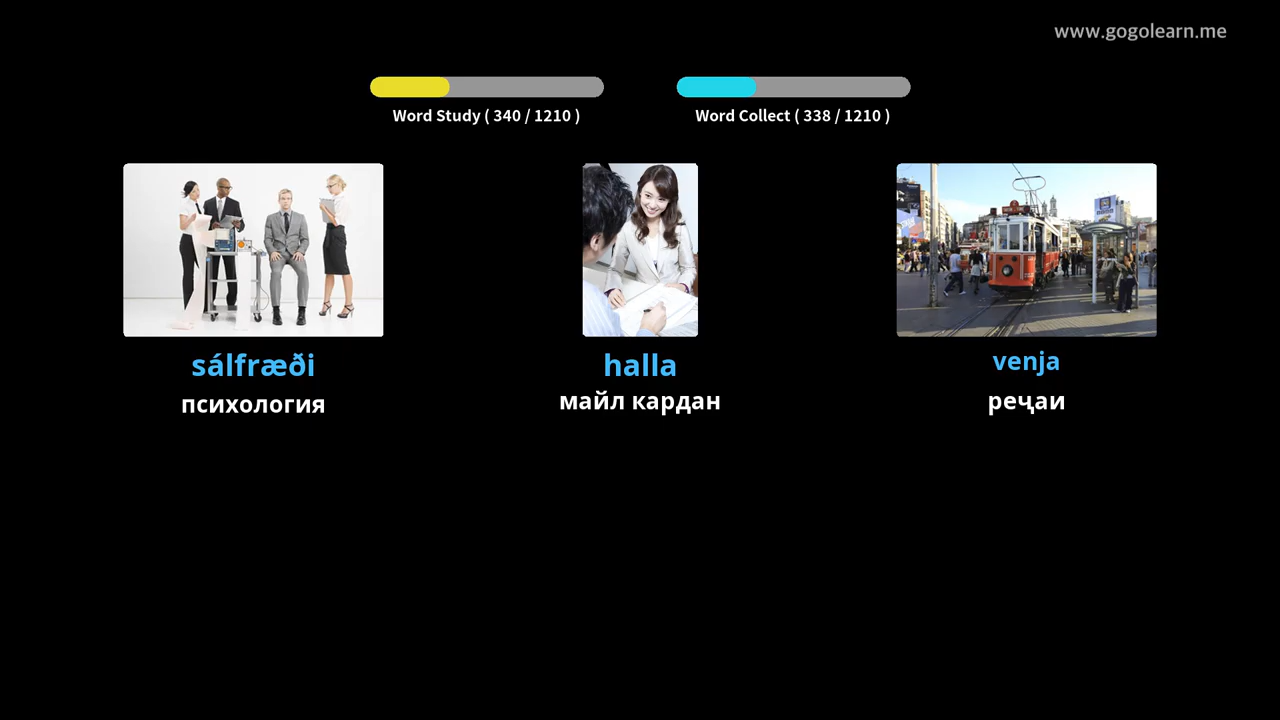 www.gogolearn.me
Word Study ( 340 / 1210 )
Word Collect ( 338 / 1210 )
sálfræði
halla
venja
психология
майл кардан
реҷаи